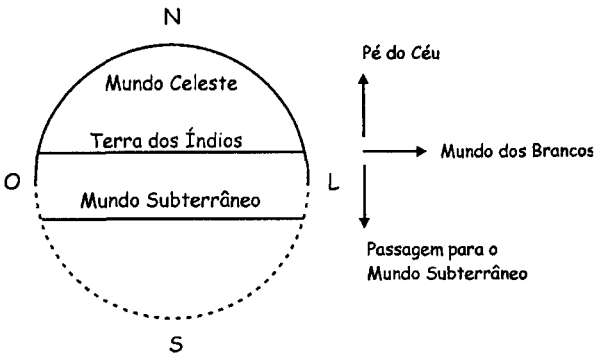 N
Mundo Celeste
Terra dos Índios
O
Mundo Subterrâneo
L
S
Pé do Céu
Mundo dos Brancos
Passagem para o
Mundo Subterrâneo